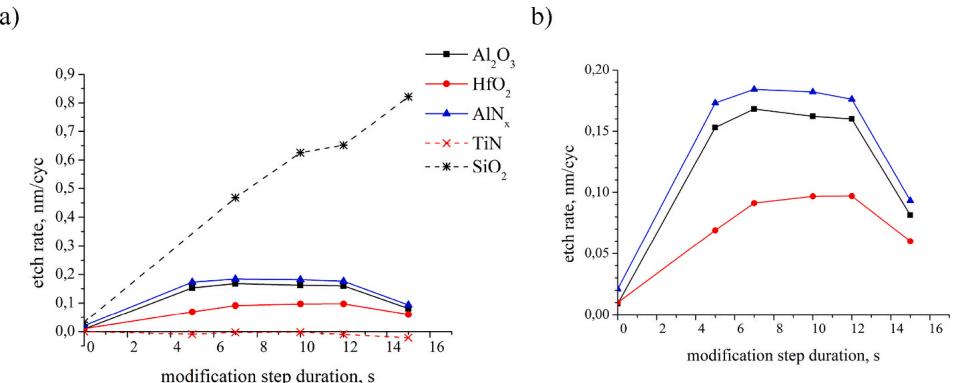 a)
Al2O3
HfO2
AlNx
TiN
SiO2
0,9
0,8
0,7
0,6
0,5
0,4
0,3
0,2
0,1
0,0
etch rate, nm/cyc
0 2 4 6 8 10 12 14 16
modification step duration, s
b)
0,20
0,15
0,10
0,05
0,00
etch rate, nm/cyc
0 2 4 6 8 10 12 14 16
modification step duration, s